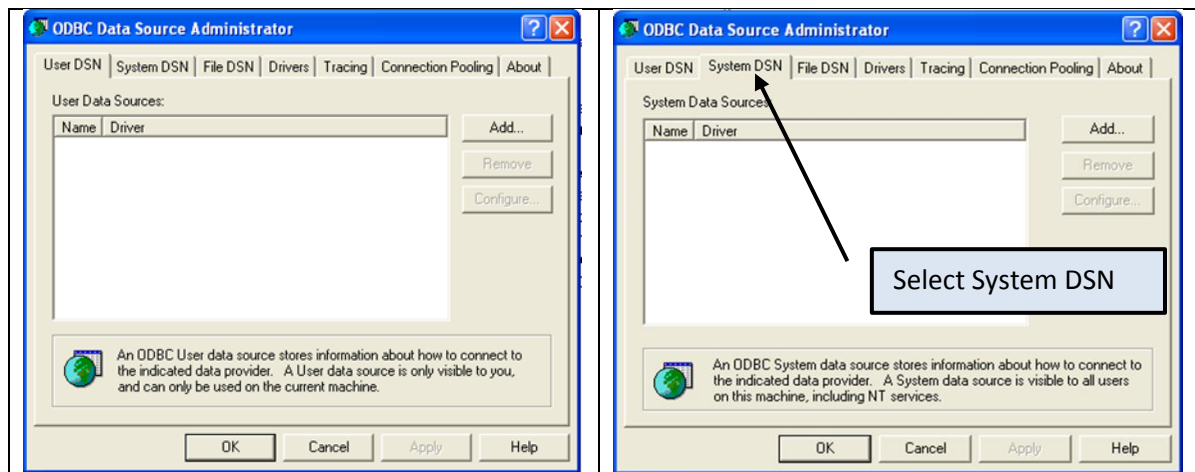 ODBC Data Source Administrator
User DSN System DSN File DSN Drivers Tracing Connection Pooling About
User Data Sources:
Name Driver
Add...
Remove
Configure...
An ODBC User data source stores information about how to connect to
the indicated data provider. A User data source is only visible to you,
and can only be used on the current machine.
OK Cancel Apply Help
ODBC Data Source Administrator
User DSN System DSN File DSN Drivers Tracing Connection Pooling About
System Data Sources
Name Driver
Add...
Remove
Configure...
Select System DSN
An ODBC System data source stores information about how to connect to
the indicated data provider. A System data source is visible to all users
on this machine, including NT services.
OK Cancel Apply Help